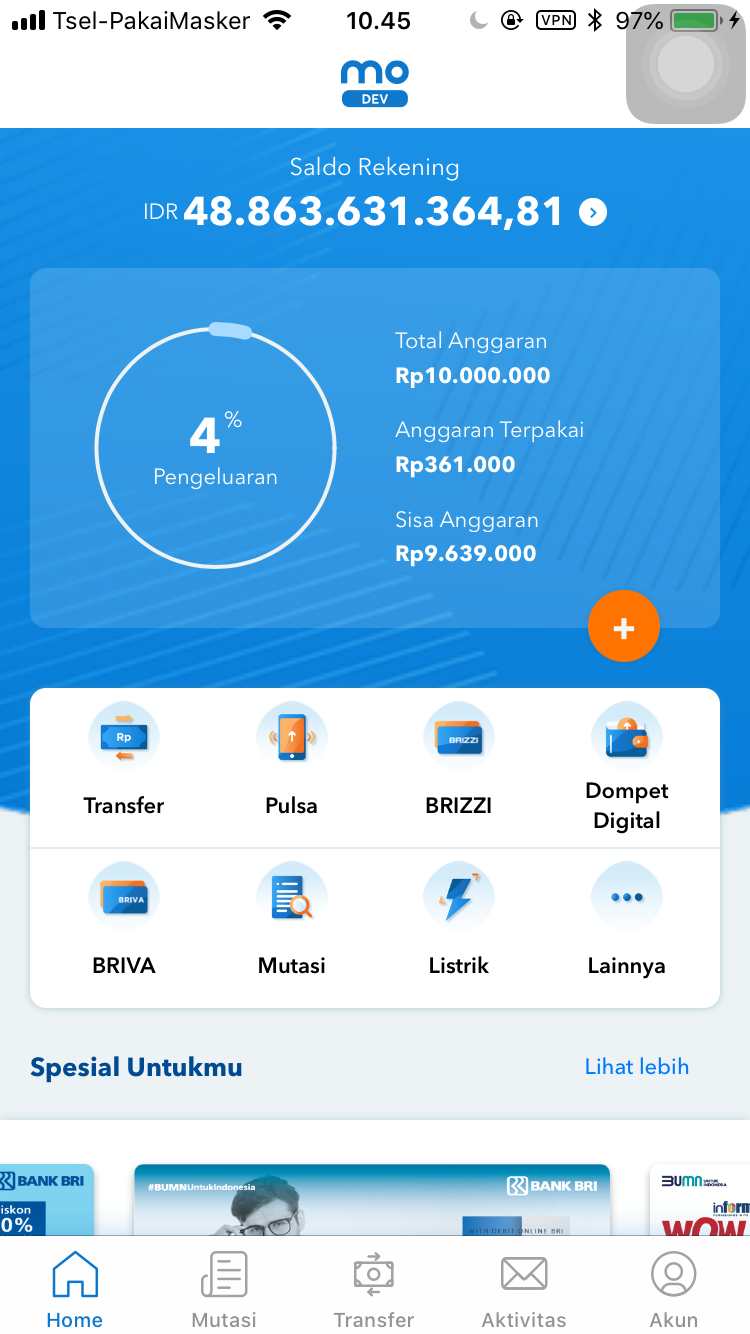 Tsel-PakaiMasker 10.45 VPN 97%
mo
DEV
Saldo Rekening
IDR 48.863.631.364,81
Total Anggaran
Rp10.000.000
4%
Pengeluaran
Anggaran Terpakai
Rp361.000
Sisa Anggaran
Rp9.639.000
+
Rp
BRIZZI
Transfer Pulsa BRIZZI Dompet
Digital
BRIVA
BRIVA Mutasi Listrik Lainnya
Spesial Untukmu Lihat lebih
BANK BRI
iskon
0%
#BUMNUntukIndonesia BANK BRI
WITH DEBIT ONLINE BRI
BUMN UNTUK INDONESIA
inform
WOW
Home Mutasi Transfer Aktivitas Akun